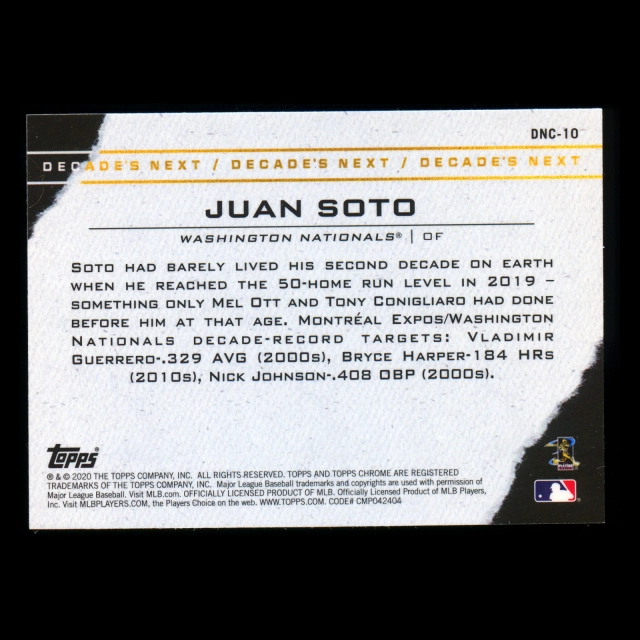 DNC-10
DECADE'S NEXT / DECADE'S NEXT / DECADE'S NEXT
JUAN SOTO
WASHINGTON NATIONALS® | OF
SOTO HAD BARELY LIVED HIS SECOND DECADE ON EARTH
WHEN HE REACHED THE 50-HOME RUN LEVEL IN 2019 –
SOMETHING ONLY MEL OTT AND TONY CONIGLIARO HAD DONE
BEFORE HIM AT THAT AGE. MONTRÉAL EXPOS/WASHINGTON
NATIONALS DECADE-RECORD TARGETS: VLADIMIR
GUERRERO-.329 AVG (2000S), BRYCE HARPER-184 HRS
(2010S), NICK JOHNSON-.408 OBP (2000S).
Topps
® & © 2020 THE TOPPS COMPANY, INC. ALL RIGHTS RESERVED. TOPPS AND TOPPS CHROME ARE REGISTERED
TRADEMARKS OF THE TOPPS COMPANY, INC. Major League Baseball trademarks and copyrights are used with permission of
Major League Baseball. Visit MLB.com. OFFICIALLY LICENSED PRODUCT OF MLB. Officially Licensed Product of MLB Players,
Inc. Visit MLBPLAYERS.COM, the Players Choice on the web. WWW.TOPPS.COM. CODE# CMP042404